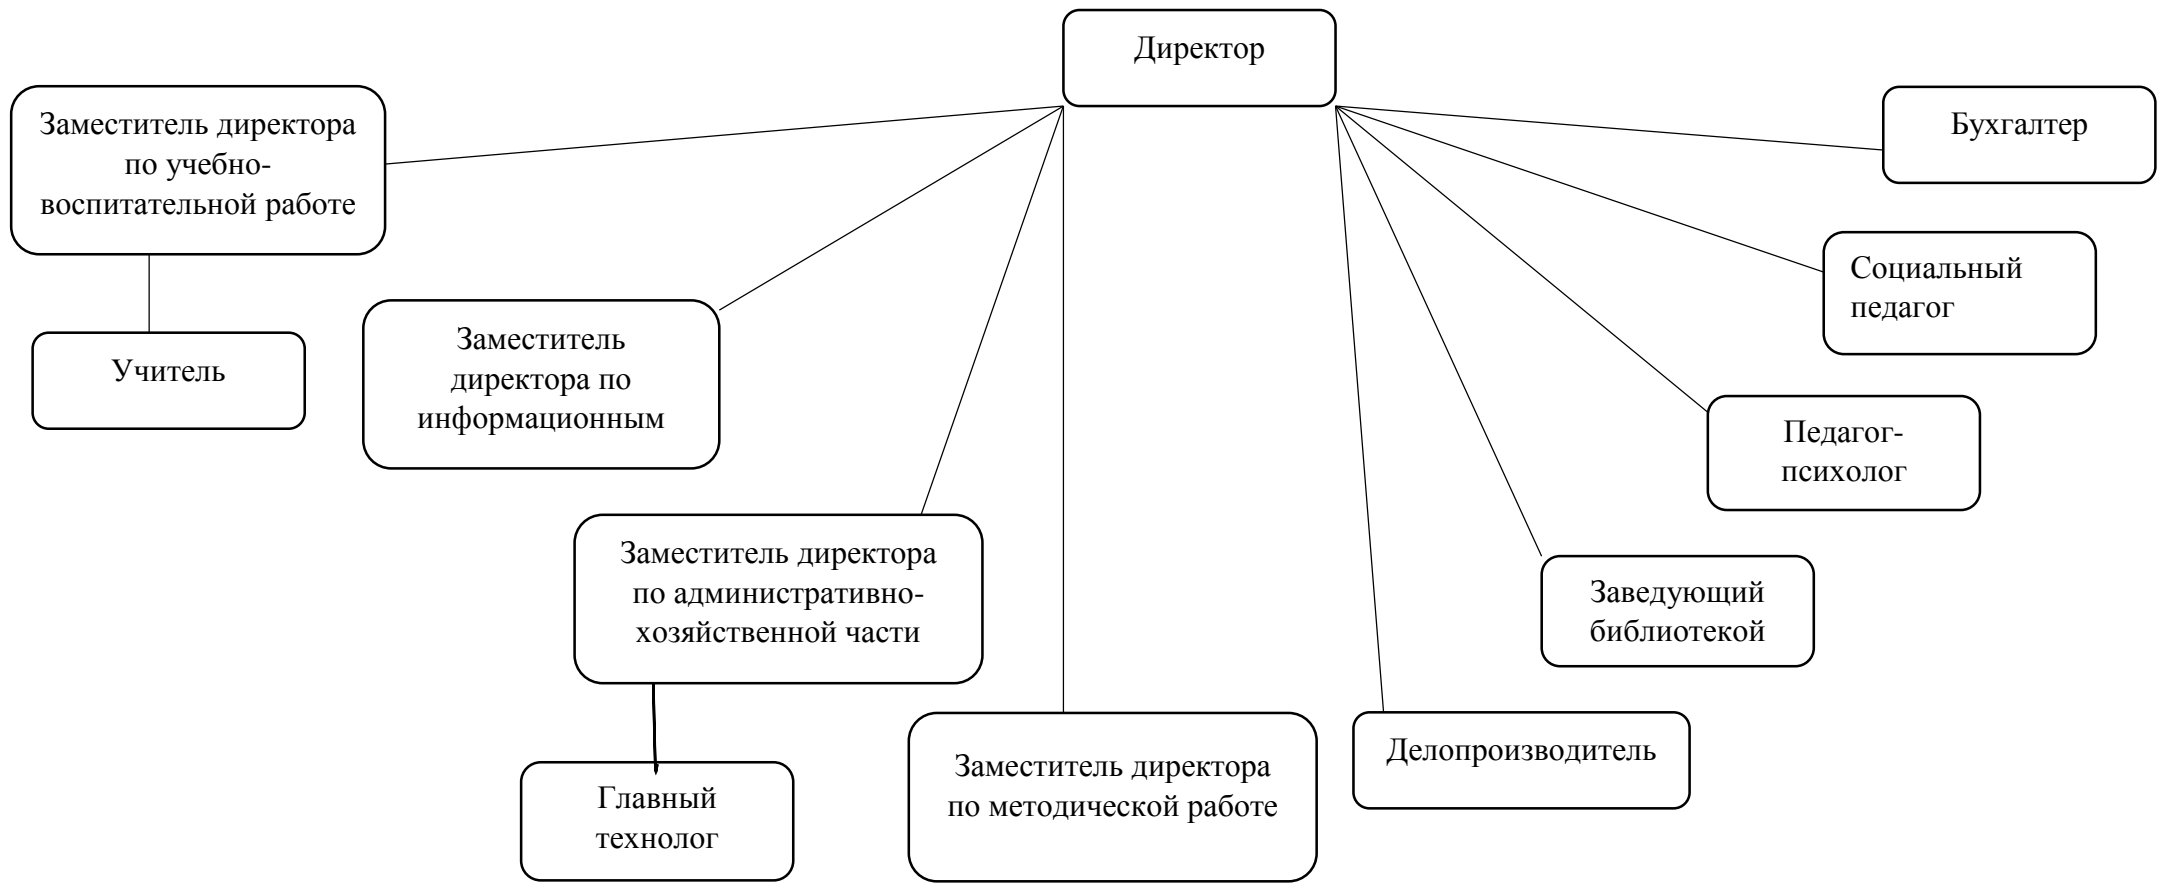 Директор
Заместитель директора
по учебно-
воспитательной работе
Бухгалтер
Социальный
педагог
Учитель
Заместитель
директора по
информационным
Педагог-
психолог
Заместитель директора
по административно-
хозяйственной части
Заведующий
библиотекой
Делопроизводитель
Заместитель директора
по методической работе
Главный
технолог